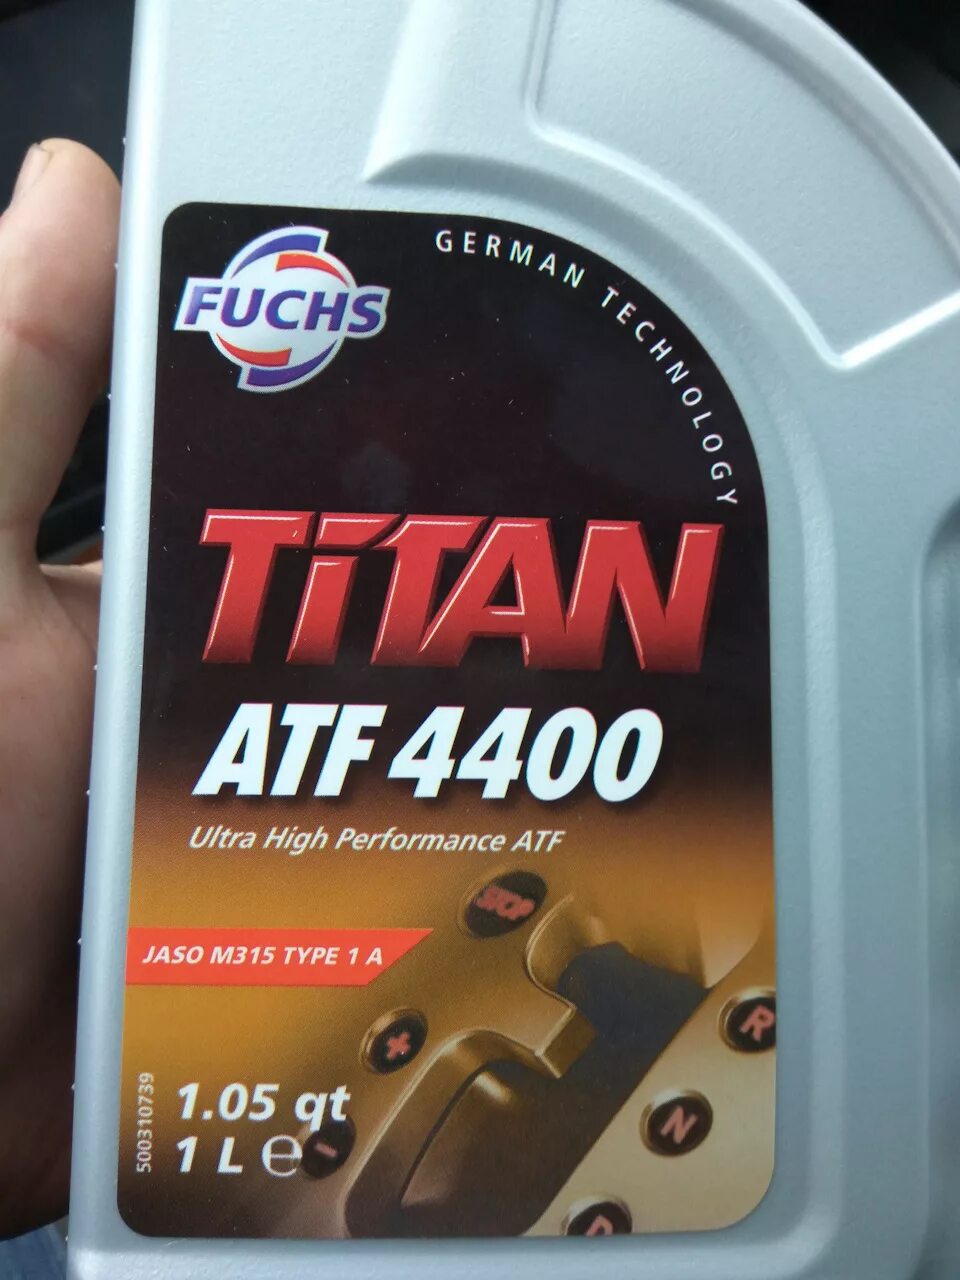 GERMAN TECHNOLOGY
FUCHS
TITAN
ATF 4400
Ultra High Performance ATF
STOP
JASO M315 TYPE 1 A
+
R
N
1.05 qt
1 L ℮
−
D
500310739